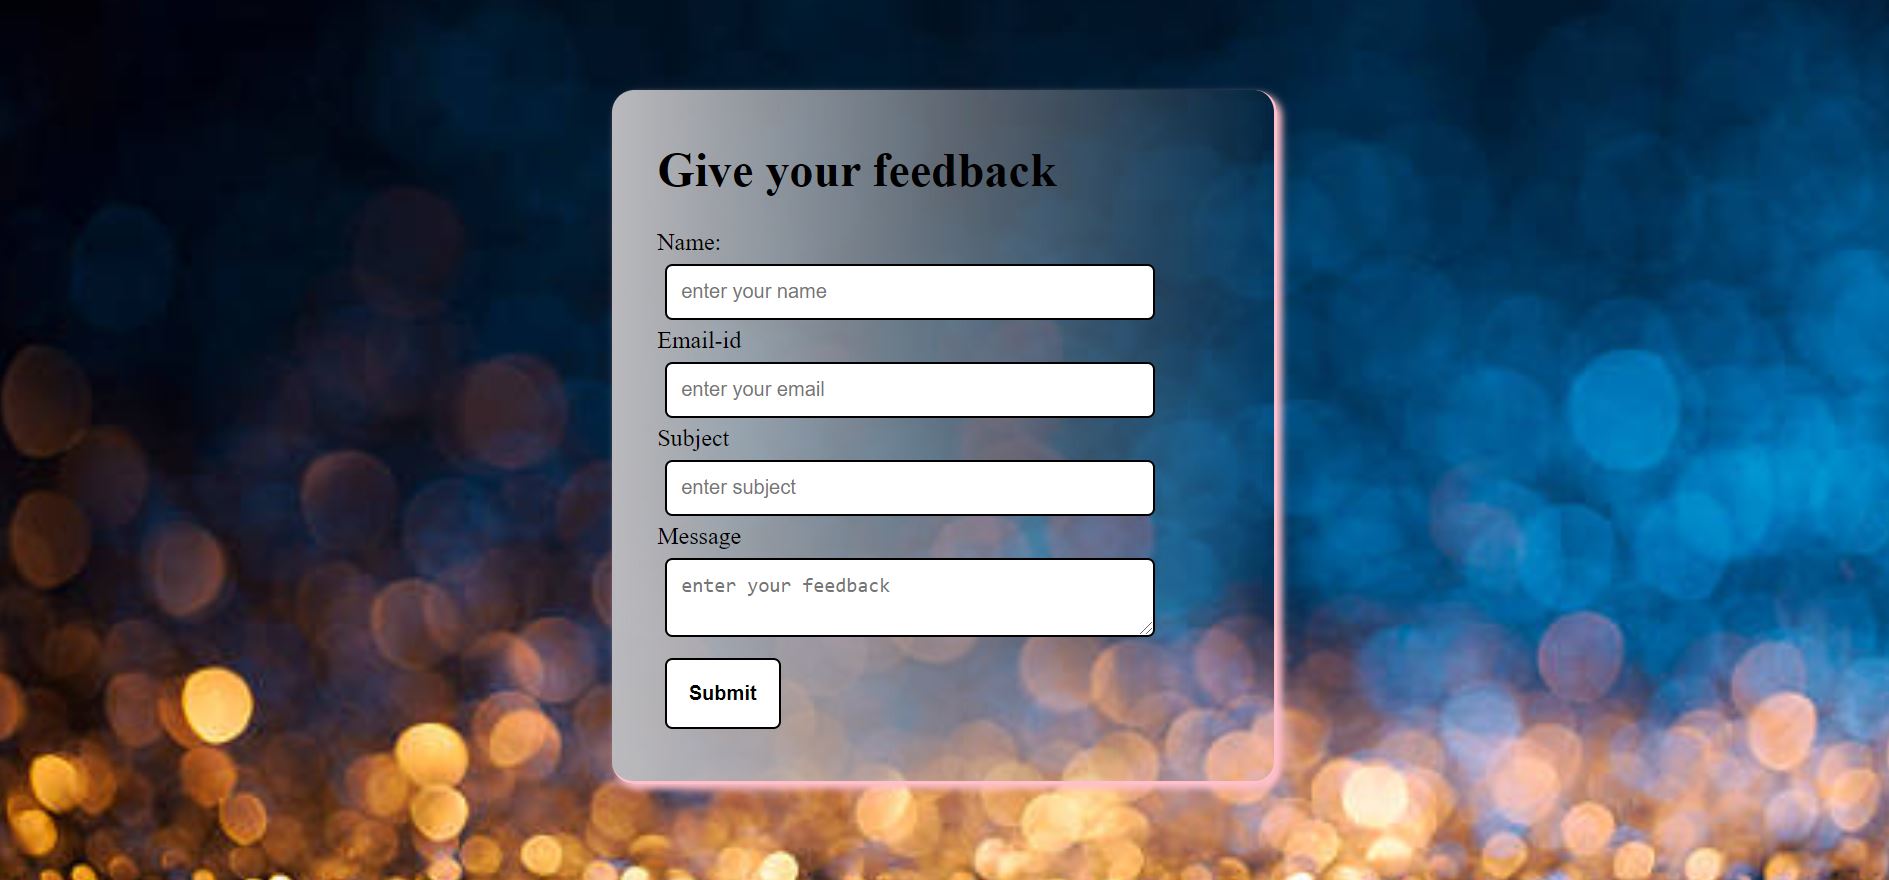 Give your feedback
Name:
enter your name
Email-id
enter your email
Subject
enter subject
Message
enter your feedback
Submit